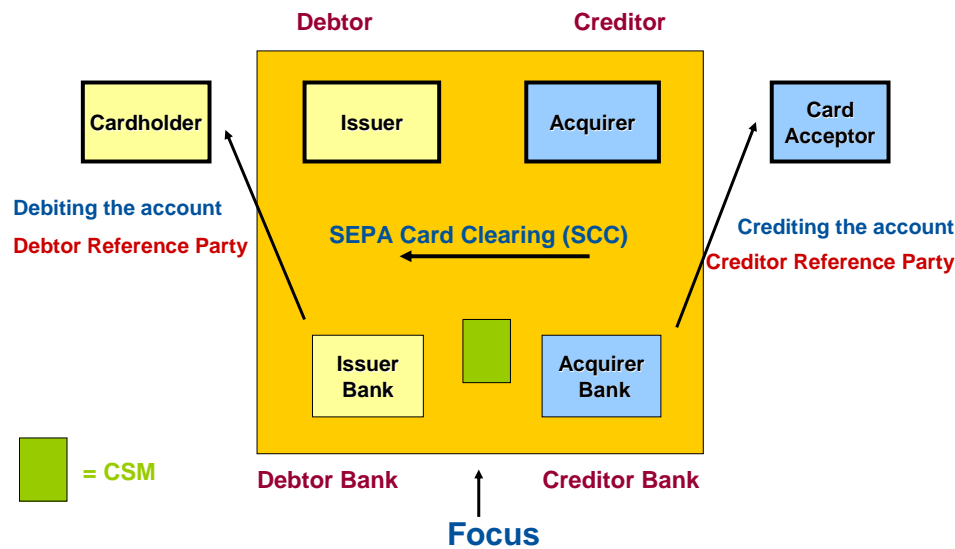 Debtor
Creditor
Cardholder
Issuer
Acquirer
Card
Acceptor
Debiting the account
Debtor Reference Party
SEPA Card Clearing (SCC)
Crediting the account
Creditor Reference Party
Issuer
Bank
Acquirer
Bank
= CSM
Debtor Bank
Creditor Bank
Focus